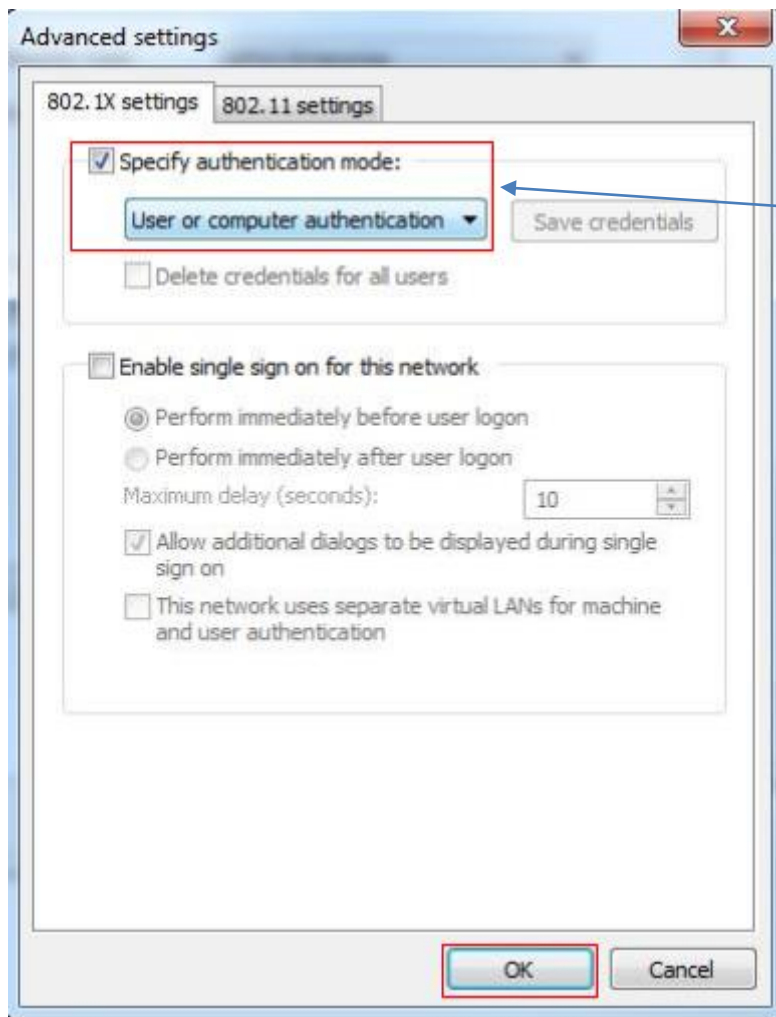 Advanced settings
802.1X settings
802.11 settings
Specify authentication mode:
User or computer authentication
Save credentials
Delete credentials for all users
Enable single sign on for this network
Perform immediately before user logon
Perform immediately after user logon
Maximum delay (seconds):
10
Allow additional dialogs to be displayed during single
sign on
This network uses separate virtual LANs for machine
and user authentication
OK
Cancel